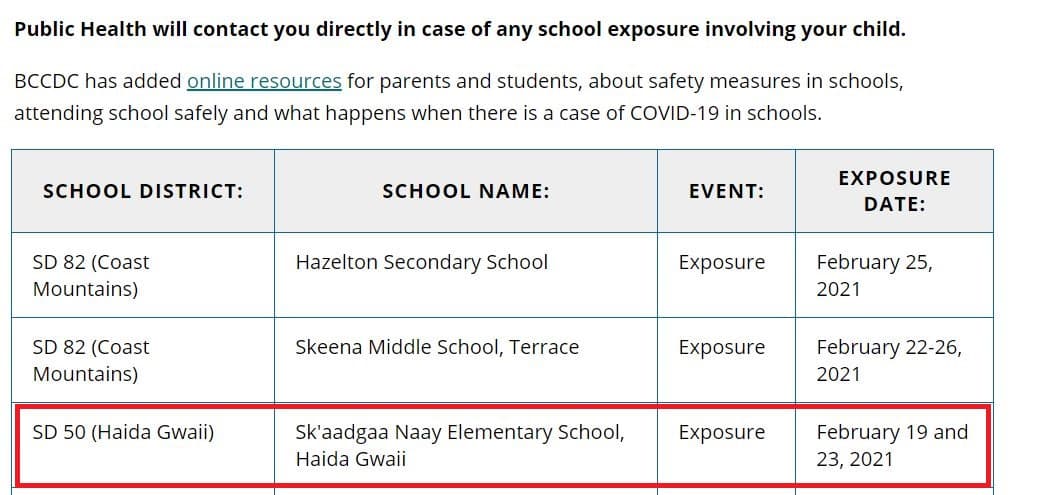 Public Health will contact you directly in case of any school exposure involving your child.
BCCDC has added online resources for parents and students, about safety measures in schools,
attending school safely and what happens when there is a case of COVID-19 in schools.
SCHOOL DISTRICT:
SCHOOL NAME:
EVENT:
EXPOSURE
DATE:
SD 82 (Coast
Mountains)
Hazelton Secondary School
Exposure
February 25,
2021
SD 82 (Coast
Mountains)
Skeena Middle School, Terrace
Exposure
February 22-26,
2021
SD 50 (Haida Gwaii)
Sk'aadgaa Naay Elementary School,
Haida Gwaii
Exposure
February 19 and
23, 2021